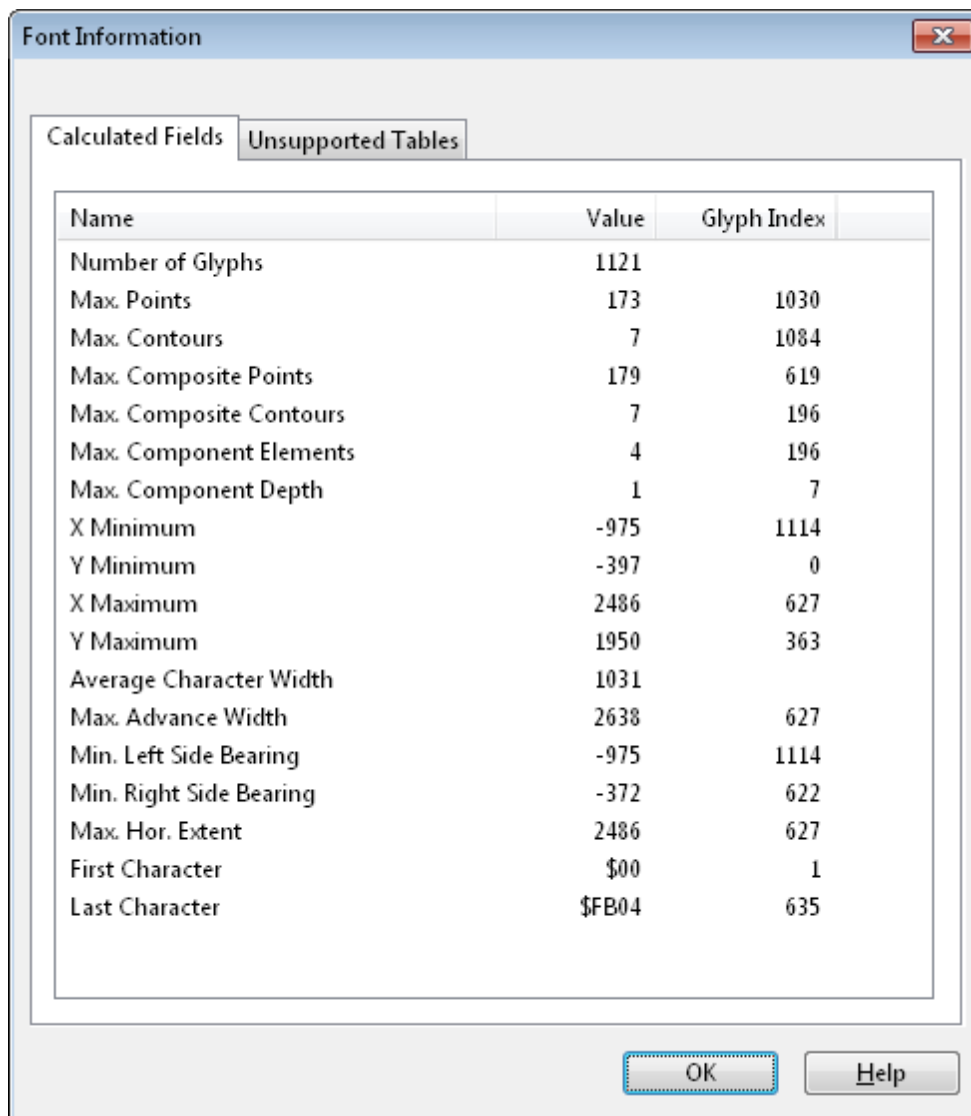 Font Information
Calculated Fields Unsupported Tables
Name Value Glyph Index
Number of Glyphs 1121
Max. Points 173 1030
Max. Contours 7 1084
Max. Composite Points 179 619
Max. Composite Contours 7 196
Max. Component Elements 4 196
Max. Component Depth 1 7
X Minimum -975 1114
Y Minimum -397 0
X Maximum 2486 627
Y Maximum 1950 363
Average Character Width 1031
Max. Advance Width 2638 627
Min. Left Side Bearing -975 1114
Min. Right Side Bearing -372 622
Max. Hor. Extent 2486 627
First Character $00 1
Last Character $FB04 635
OK Help